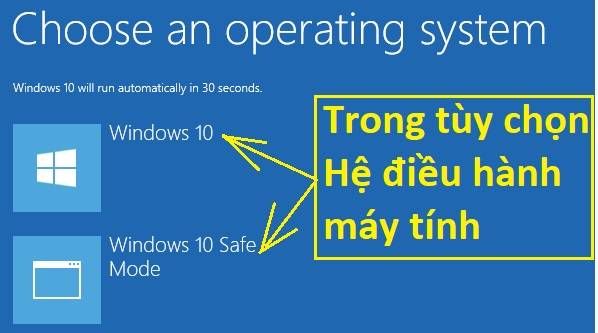 Choose an operating system
Windows 10 will run automatically in 30 seconds.
Windows 10
Windows 10 Safe
Mode
Trong tùy chọn
Hệ điều hành
máy tính